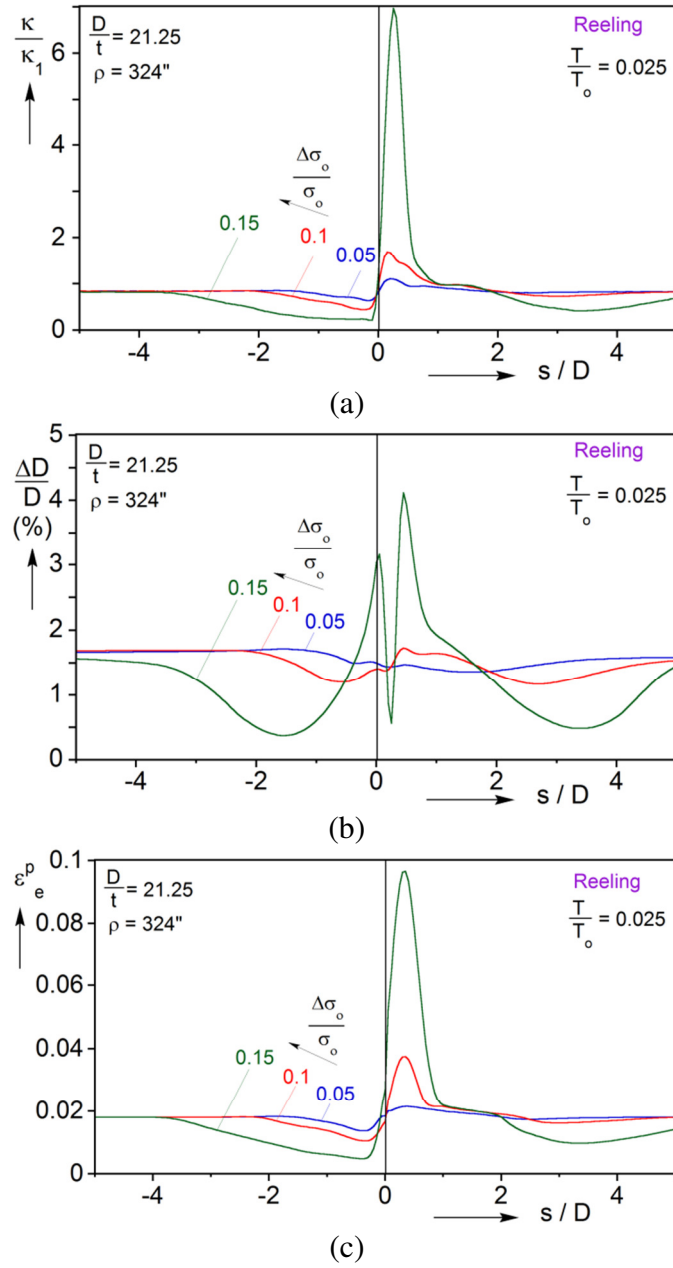 κ/κ₁
D/t = 21.25
ρ = 324"
Reeling
T/Tₒ = 0.025
Δσₒ/σₒ
0.15
0.1
0.05
6
4
2
0
-4 -2 0 2 4 s / D
(a)
ΔD/D (%)
D/t = 21.25
ρ = 324"
Reeling
T/Tₒ = 0.025
Δσₒ/σₒ
0.15
0.1
0.05
5
4
3
2
1
0
-4 -2 0 2 4 s / D
(b)
εᵖₑ
D/t = 21.25
ρ = 324"
Reeling
T/Tₒ = 0.025
Δσₒ/σₒ
0.15
0.1
0.05
0.1
0.08
0.06
0.04
0.02
0
-4 -2 0 2 4 s / D
(c)